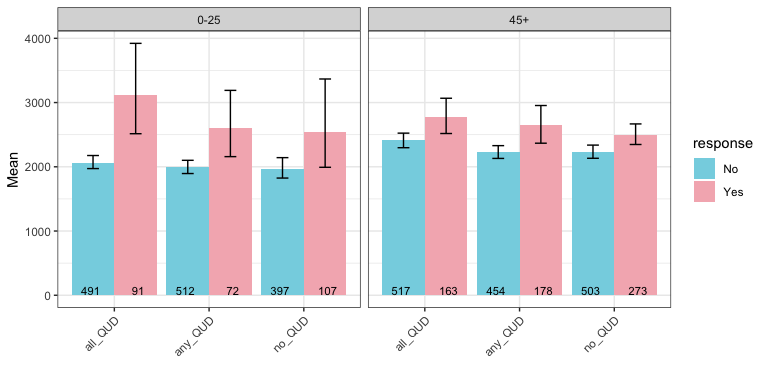 0-25 45+
4000
3000
2000
1000
0
Mean
491 91 512 72 397 107
517 163 454 178 503 273
all_QUD any_QUD no_QUD
all_QUD any_QUD no_QUD
response
No
Yes